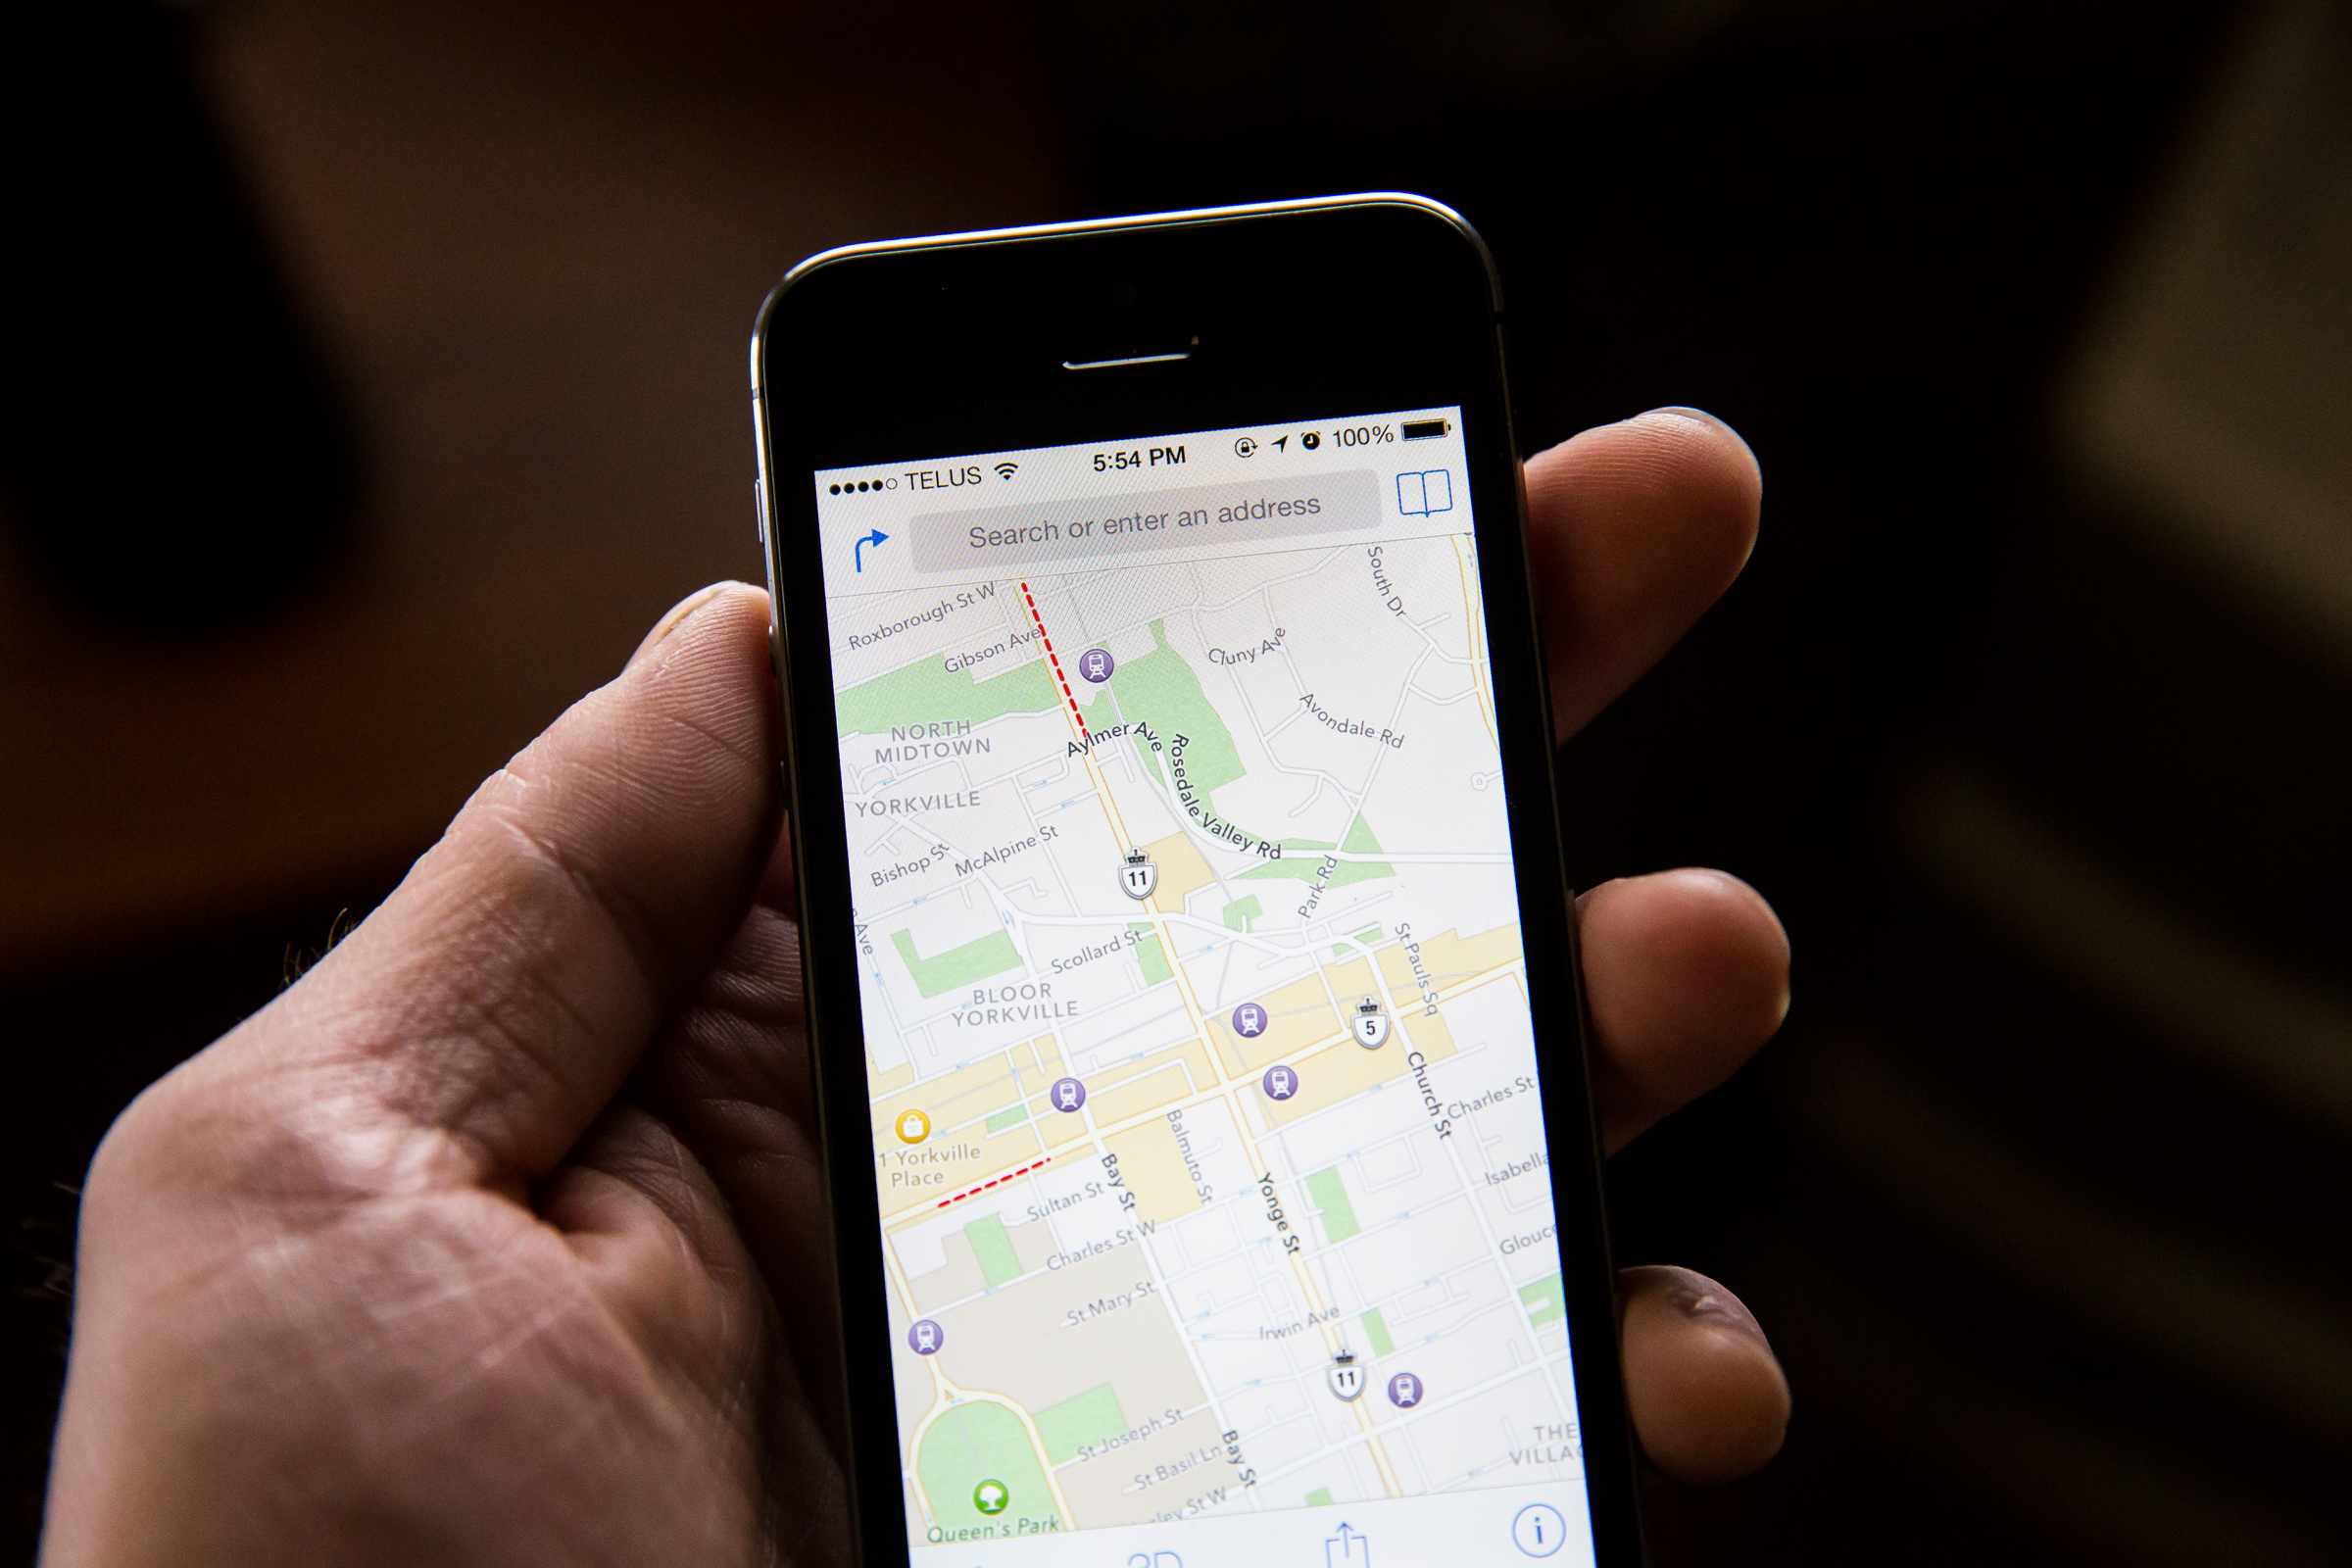 TELUS 5:54 PM 100%
Search or enter an address
South Dr
Roxborough St W
Gibson Ave
Cluny Ave
Avondale Rd
NORTH
MIDTOWN
Aylmer Ave
Rosedale Valley Rd
YORKVILLE
Bishop St
McAlpine St
11
Park Rd
Ave
Scollard St
St Pauls Sq
BLOOR
YORKVILLE
5
Church St
Charles St
1 Yorkville
Place
Balmuto St
Bay St
Sultan St
Isabella
Yonge St
Charles St W
Glouc
St Mary St
Irwin Ave
11
St Joseph St
Bay St
THE
VILLA
St Basil Ln
sley St W
Queen's Park
3D
i